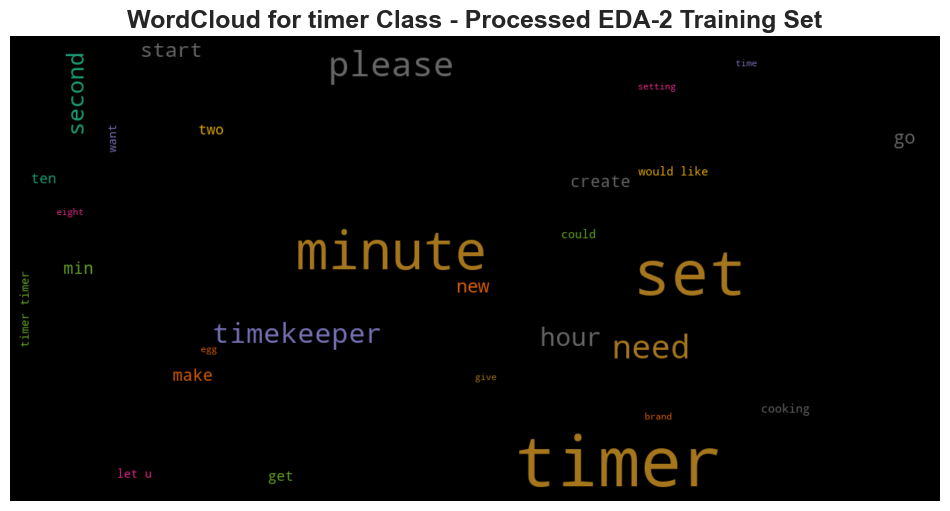 WordCloud for timer Class - Processed EDA-2 Training Set
start
please
time
second
setting
want
two
go
ten
create
would like
eight
could
minute
set
min
new
timer timer
timekeeper
hour
need
egg
make
give
cooking
brand
timer
let u
get